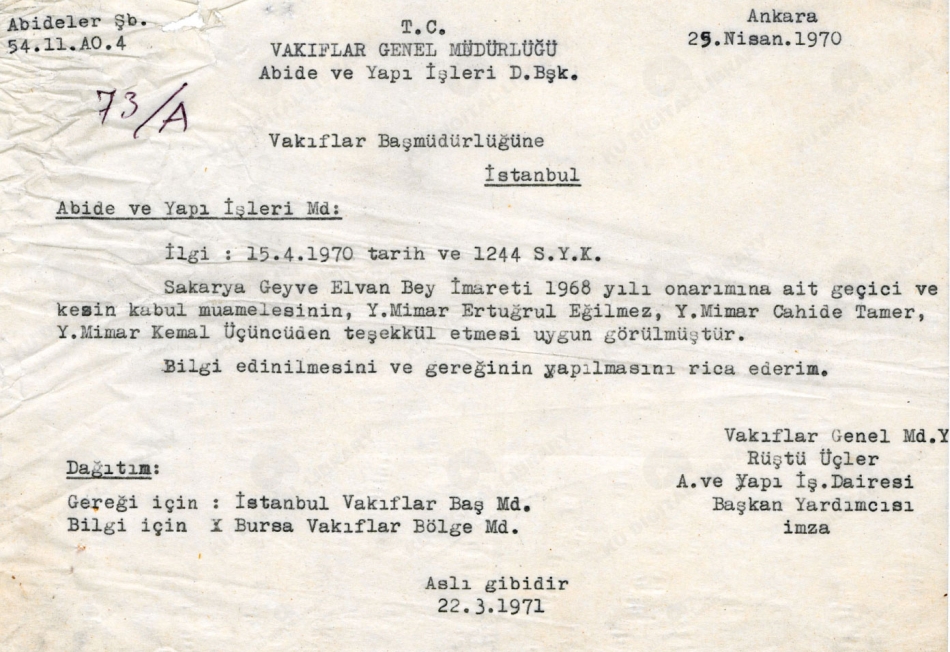 Abideler Şb.
54.11.AO.4
T.C.
VAKIFLAR GENEL MÜDÜRLÜĞÜ
Abide ve Yapı İşleri D.Bşk.
Ankara
25.Nisan.1970
73/A
Vakıflar Başmüdürlüğüne
İstanbul
Abide ve Yapı İşleri Md:
İlgi : 15.4.1970 tarih ve 1244 S.Y.K.
Sakarya Geyve Elvan Bey İmareti 1968 yılı onarımına ait geçici ve
kesin kabul muamelesinin, Y.Mimar Ertuğrul Eğilmez, Y.Mimar Cahide Tamer,
Y.Mimar Kemal Üçüncüden teşekkül etmesi uygun görülmüştür.
Bilgi edinilmesini ve gereğinin yapılmasını rica ederim.
Vakıflar Genel Md.Y
Rüştü Üçler
A.ve Yapı İş.Dairesi
Başkan Yardımcısı
imza
Dağıtım:
Gereği için : İstanbul Vakıflar Baş Md.
Bilgi için X Bursa Vakıflar Bölge Md.
Aslı gibidir
22.3.1971
KU DIGITAL LIBRARY